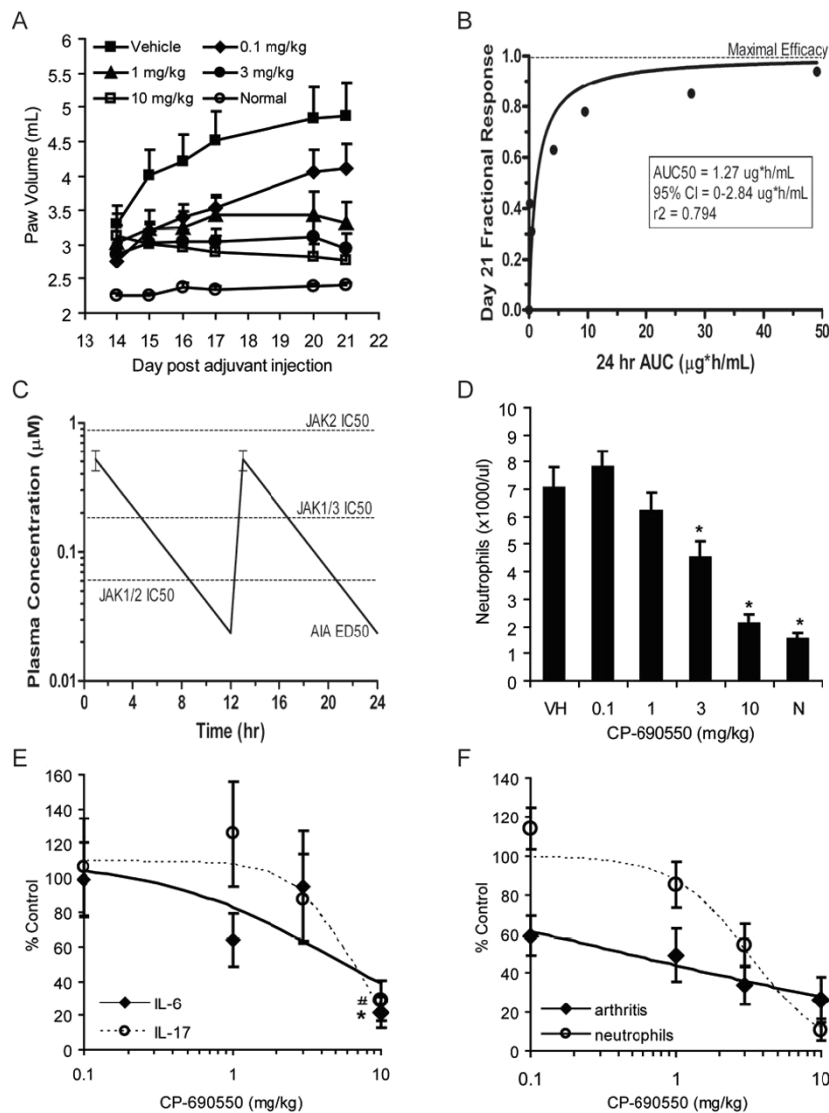 A
Vehicle
0.1 mg/kg
1 mg/kg
3 mg/kg
10 mg/kg
Normal
Paw Volume (mL)
6
5.5
5
4.5
4
3.5
3
2.5
2
13 14 15 16 17 18 19 20 21 22
Day post adjuvant injection
B
Maximal Efficacy
Day 21 Fractional Response
1.0
0.8
0.6
0.4
0.2
0.0
AUC50 = 1.27 ug*h/mL
95% CI = 0-2.84 ug*h/mL
r2 = 0.794
0 10 20 30 40 50
24 hr AUC (μg*h/mL)
C
Plasma Concentration (μM)
1
0.1
0.01
JAK2 IC50
JAK1/3 IC50
JAK1/2 IC50
AIA ED50
0 4 8 12 16 20 24
Time (hr)
D
Neutrophils (x1000/ul)
10
9
8
7
6
5
4
3
2
1
0
*
*
*
VH 0.1 1 3 10 N
CP-690550 (mg/kg)
E
% Control
160
140
120
100
80
60
40
20
0
IL-6
IL-17
#
*
0.1 1 10
CP-690550 (mg/kg)
F
% Control
140
120
100
80
60
40
20
0
arthritis
neutrophils
0.1 1 10
CP-690550 (mg/kg)